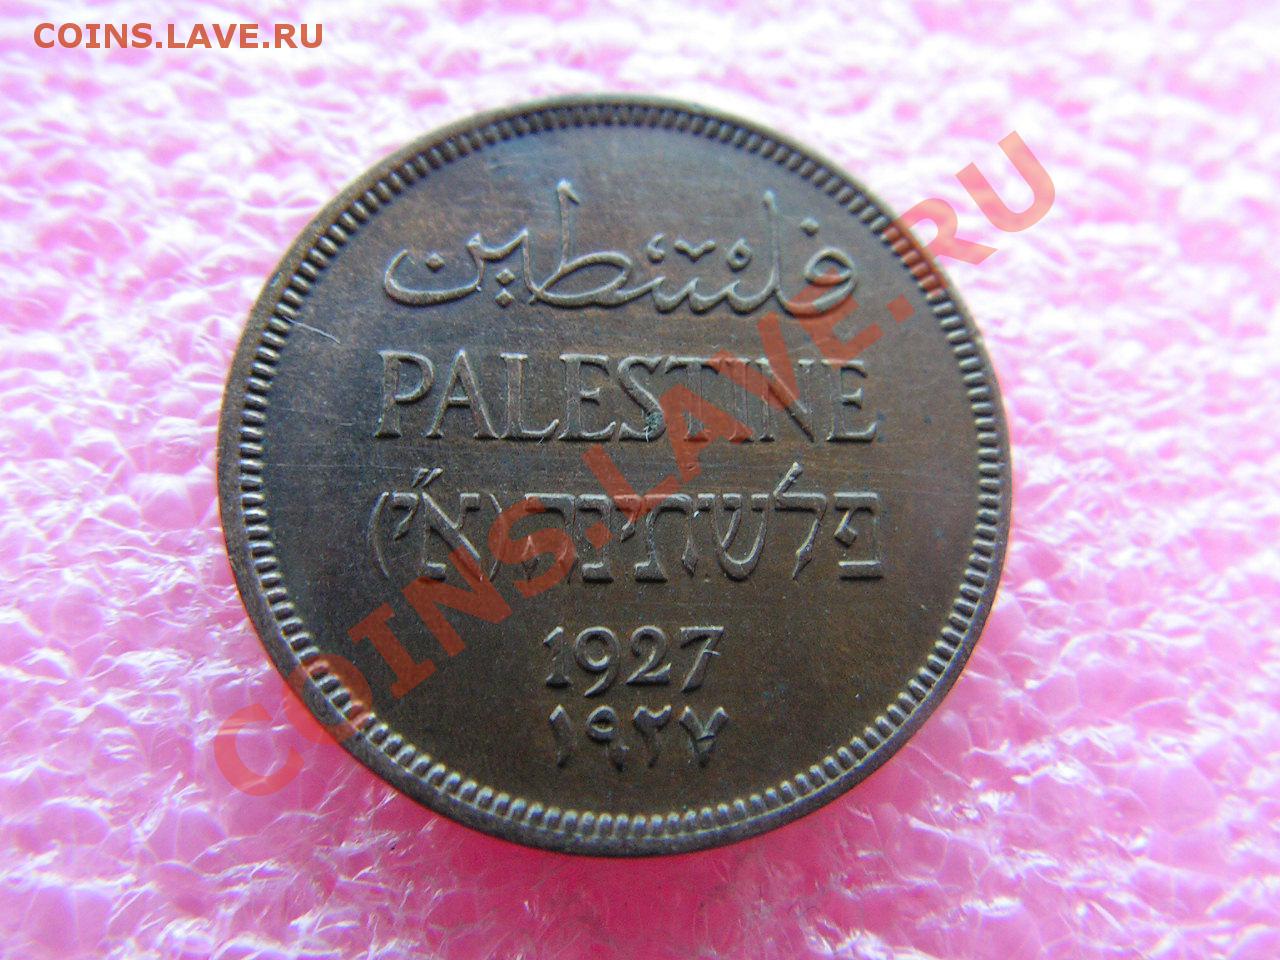 COINS.LAVE.RU
فلسطين
PALESTINE
פלשתינה (א״י)
1927
١٩٢٧
COINS.LAVE.RU